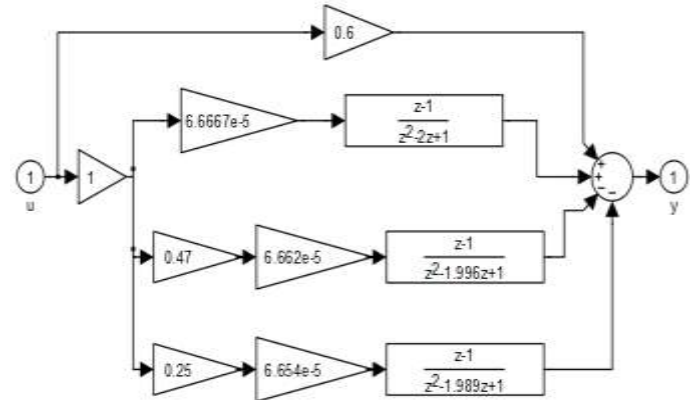 0.6
6.6667e-5
z-1
z2-2z+1
1
u
1
+
+
-
-
1
y
0.47
6.662e-5
z-1
z2-1.996z+1
0.25
6.654e-5
z-1
z2-1.989z+1